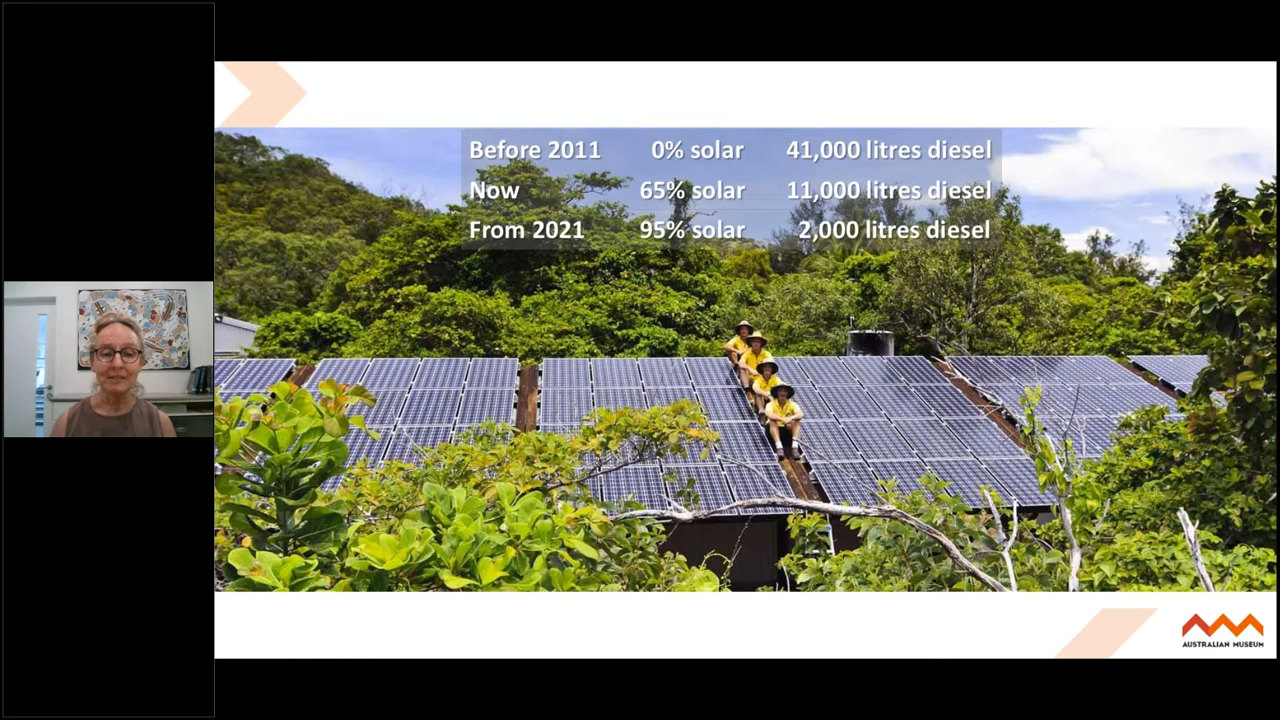 Before 2011 0% solar 41,000 litres diesel
Now 65% solar 11,000 litres diesel
From 2021 95% solar 2,000 litres diesel
AUSTRALIAN MUSEUM